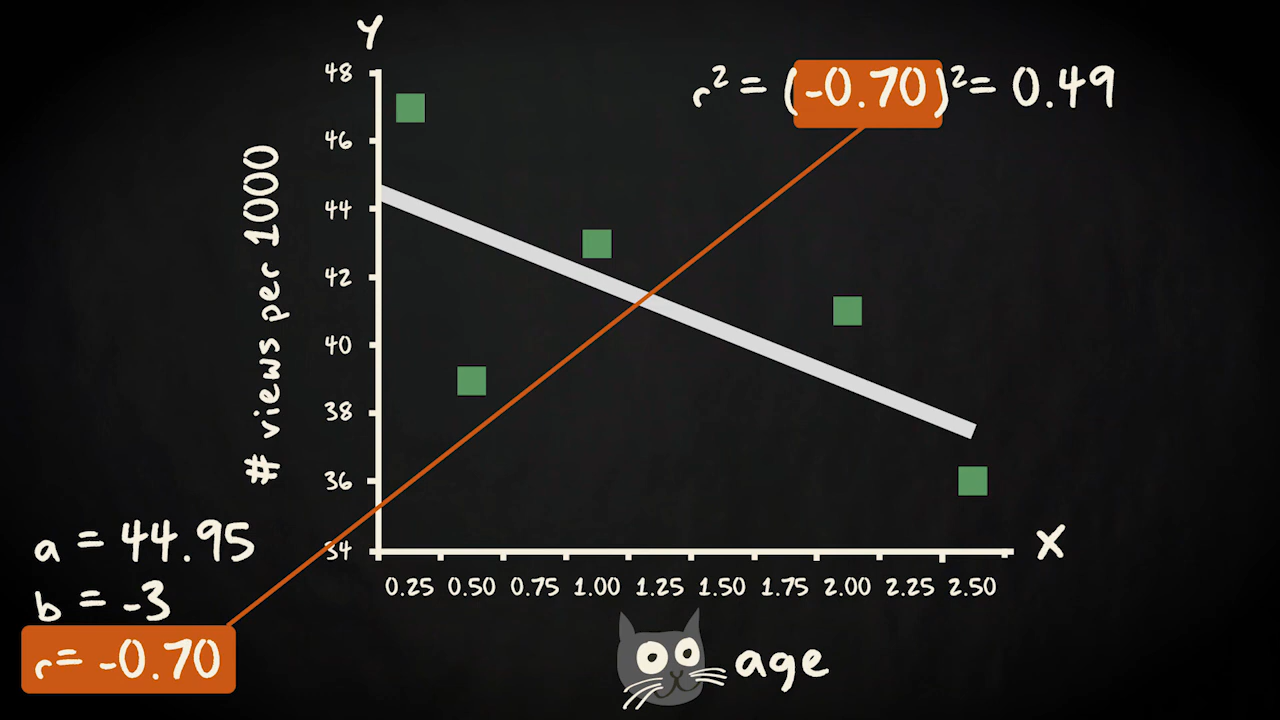 Y
r² = (-0.70)² = 0.49
48
46
44
42
40
38
36
34
# views per 1000
a = 44.95
b = -3
r = -0.70
0.25 0.50 0.75 1.00 1.25 1.50 1.75 2.00 2.25 2.50
X
age